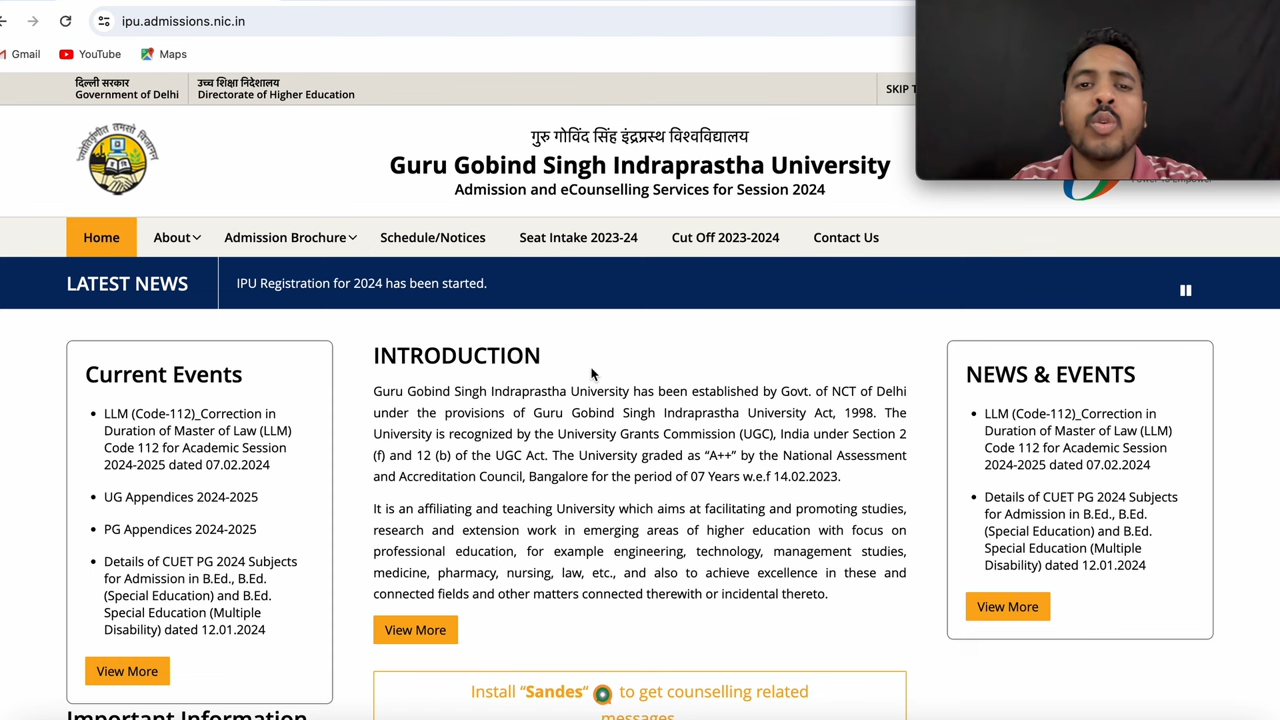 ipu.admissions.nic.in
Gmail
YouTube
Maps
दिल्ली सरकार
Government of Delhi
उच्च शिक्षा निदेशालय
Directorate of Higher Education
SKIP
गुरु गोविंद सिंह इंद्रप्रस्थ विश्वविद्यालय
Guru Gobind Singh Indraprastha University
Admission and eCounselling Services for Session 2024
Home
About
Admission Brochure
Schedule/Notices
Seat Intake 2023-24
Cut Off 2023-2024
Contact Us
LATEST NEWS
IPU Registration for 2024 has been started.
Current Events
LLM (Code-112)_Correction in
Duration of Master of Law (LLM)
Code 112 for Academic Session
2024-2025 dated 07.02.2024
UG Appendices 2024-2025
PG Appendices 2024-2025
Details of CUET PG 2024 Subjects
for Admission in B.Ed., B.Ed.
(Special Education) and B.Ed.
Special Education (Multiple
Disability) dated 12.01.2024
View More
Important Information
INTRODUCTION
Guru Gobind Singh Indraprastha University has been established by Govt. of NCT of Delhi
under the provisions of Guru Gobind Singh Indraprastha University Act, 1998. The
University is recognized by the University Grants Commission (UGC), India under Section 2
(f) and 12 (b) of the UGC Act. The University graded as “A++” by the National Assessment
and Accreditation Council, Bangalore for the period of 07 Years w.e.f 14.02.2023.
It is an affiliating and teaching University which aims at facilitating and promoting studies,
research and extension work in emerging areas of higher education with focus on
professional education, for example engineering, technology, management studies,
medicine, pharmacy, nursing, law, etc., and also to achieve excellence in these and
connected fields and other matters connected therewith or incidental thereto.
View More
Install “Sandes“ to get counselling related
messages
NEWS & EVENTS
LLM (Code-112)_Correction in
Duration of Master of Law (LLM)
Code 112 for Academic Session
2024-2025 dated 07.02.2024
Details of CUET PG 2024 Subjects
for Admission in B.Ed., B.Ed.
(Special Education) and B.Ed.
Special Education (Multiple
Disability) dated 12.01.2024
View More